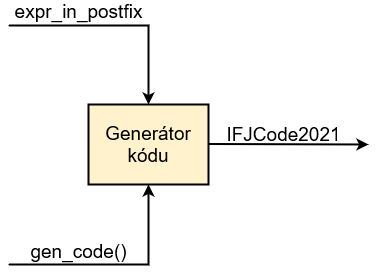 expr_in_postfix
Generátor
kódu
IFJCode2021
gen_code()